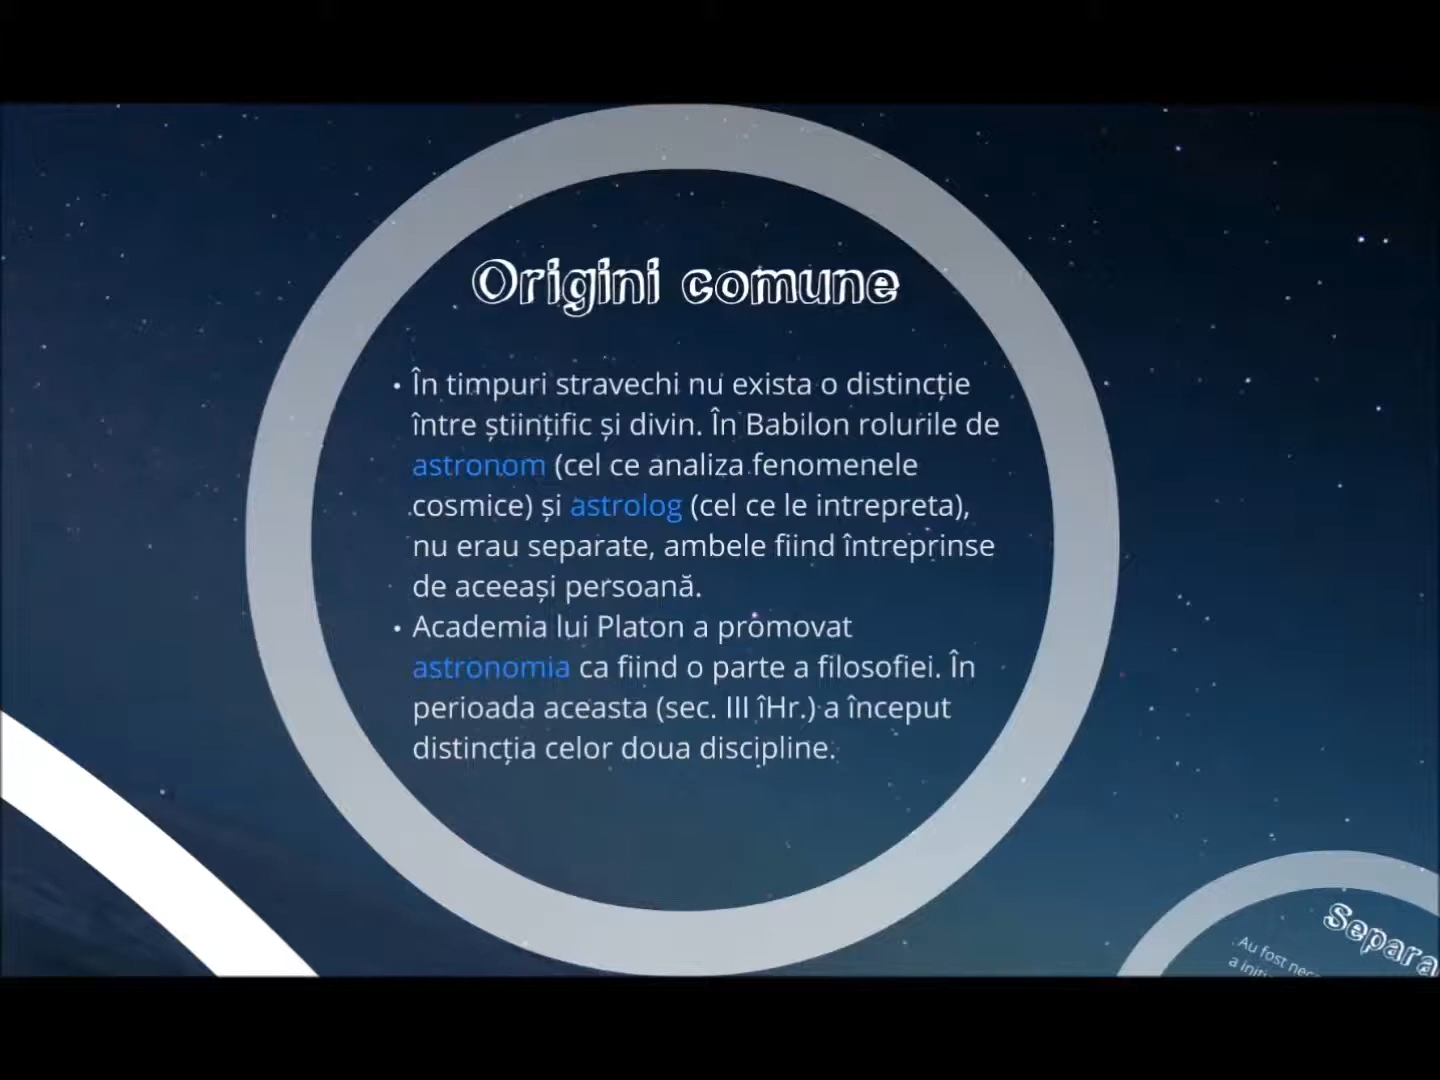 Origini comune
• În timpuri stravechi nu exista o distincție
între științific și divin. În Babilon rolurile de
astronom (cel ce analiza fenomenele
cosmice) și astrolog (cel ce le intrepreta),
nu erau separate, ambele fiind întreprinse
de aceeași persoană.
• Academia lui Platon a promovat
astronomia ca fiind o parte a filosofiei. În
perioada aceasta (sec. III îHr.) a început
distincția celor doua discipline.
Separa
Au fost nec
a iniți